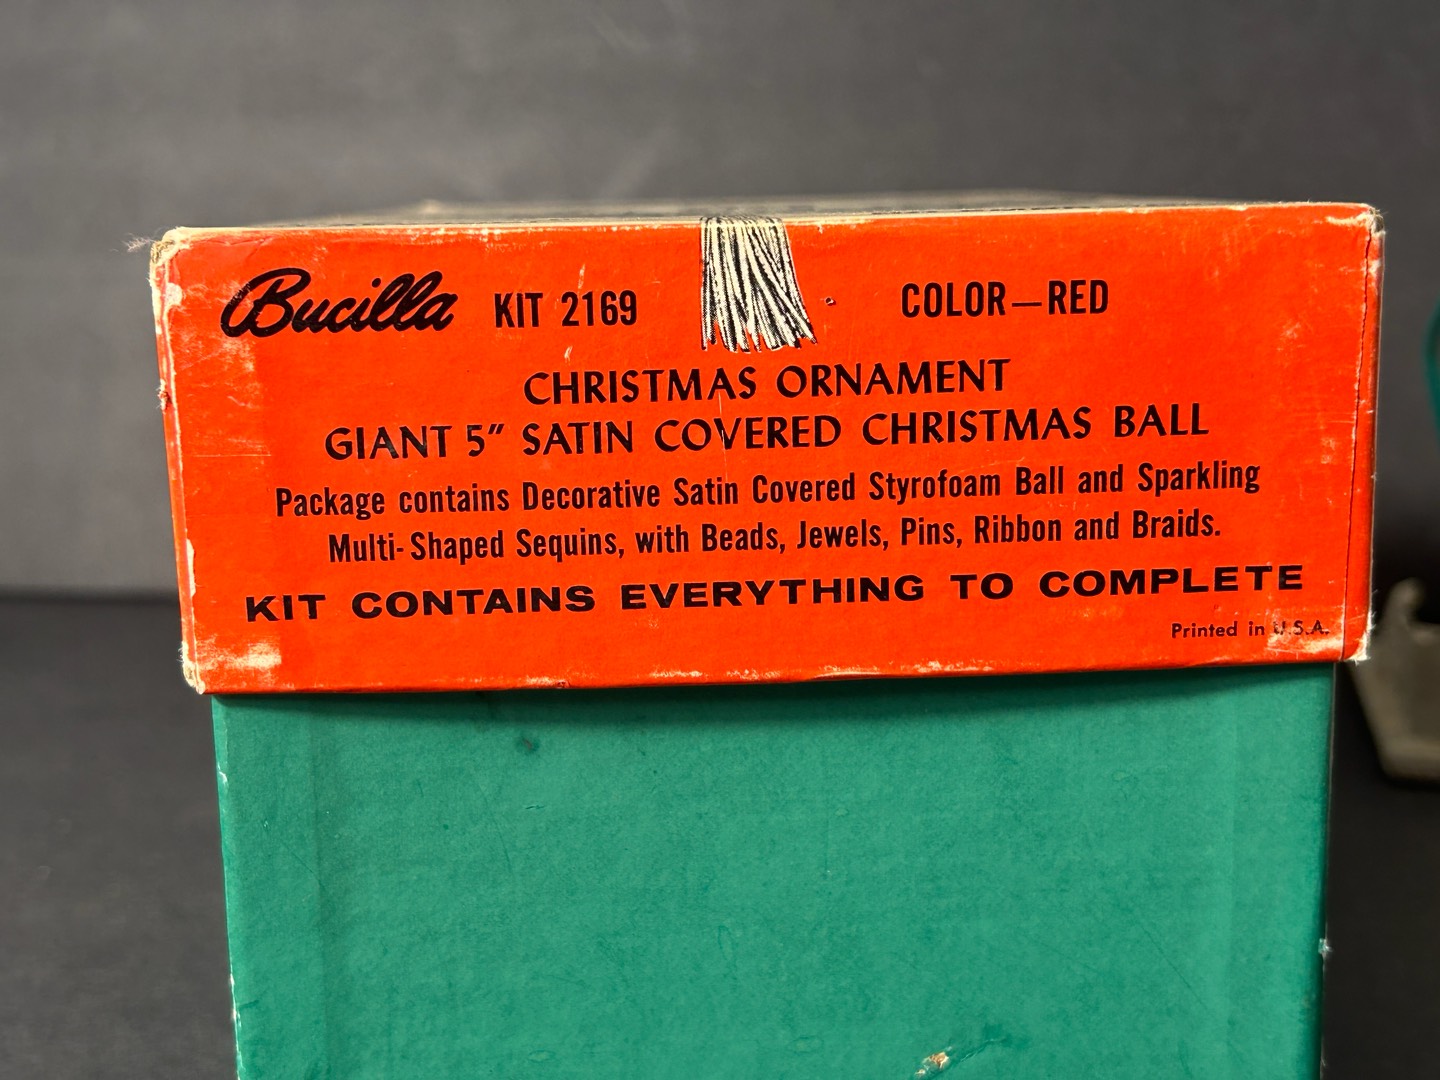 Bucilla KIT 2169 COLOR—RED
CHRISTMAS ORNAMENT
GIANT 5" SATIN COVERED CHRISTMAS BALL
Package contains Decorative Satin Covered Styrofoam Ball and Sparkling
Multi-Shaped Sequins, with Beads, Jewels, Pins, Ribbon and Braids.
KIT CONTAINS EVERYTHING TO COMPLETE
Printed in U.S.A.